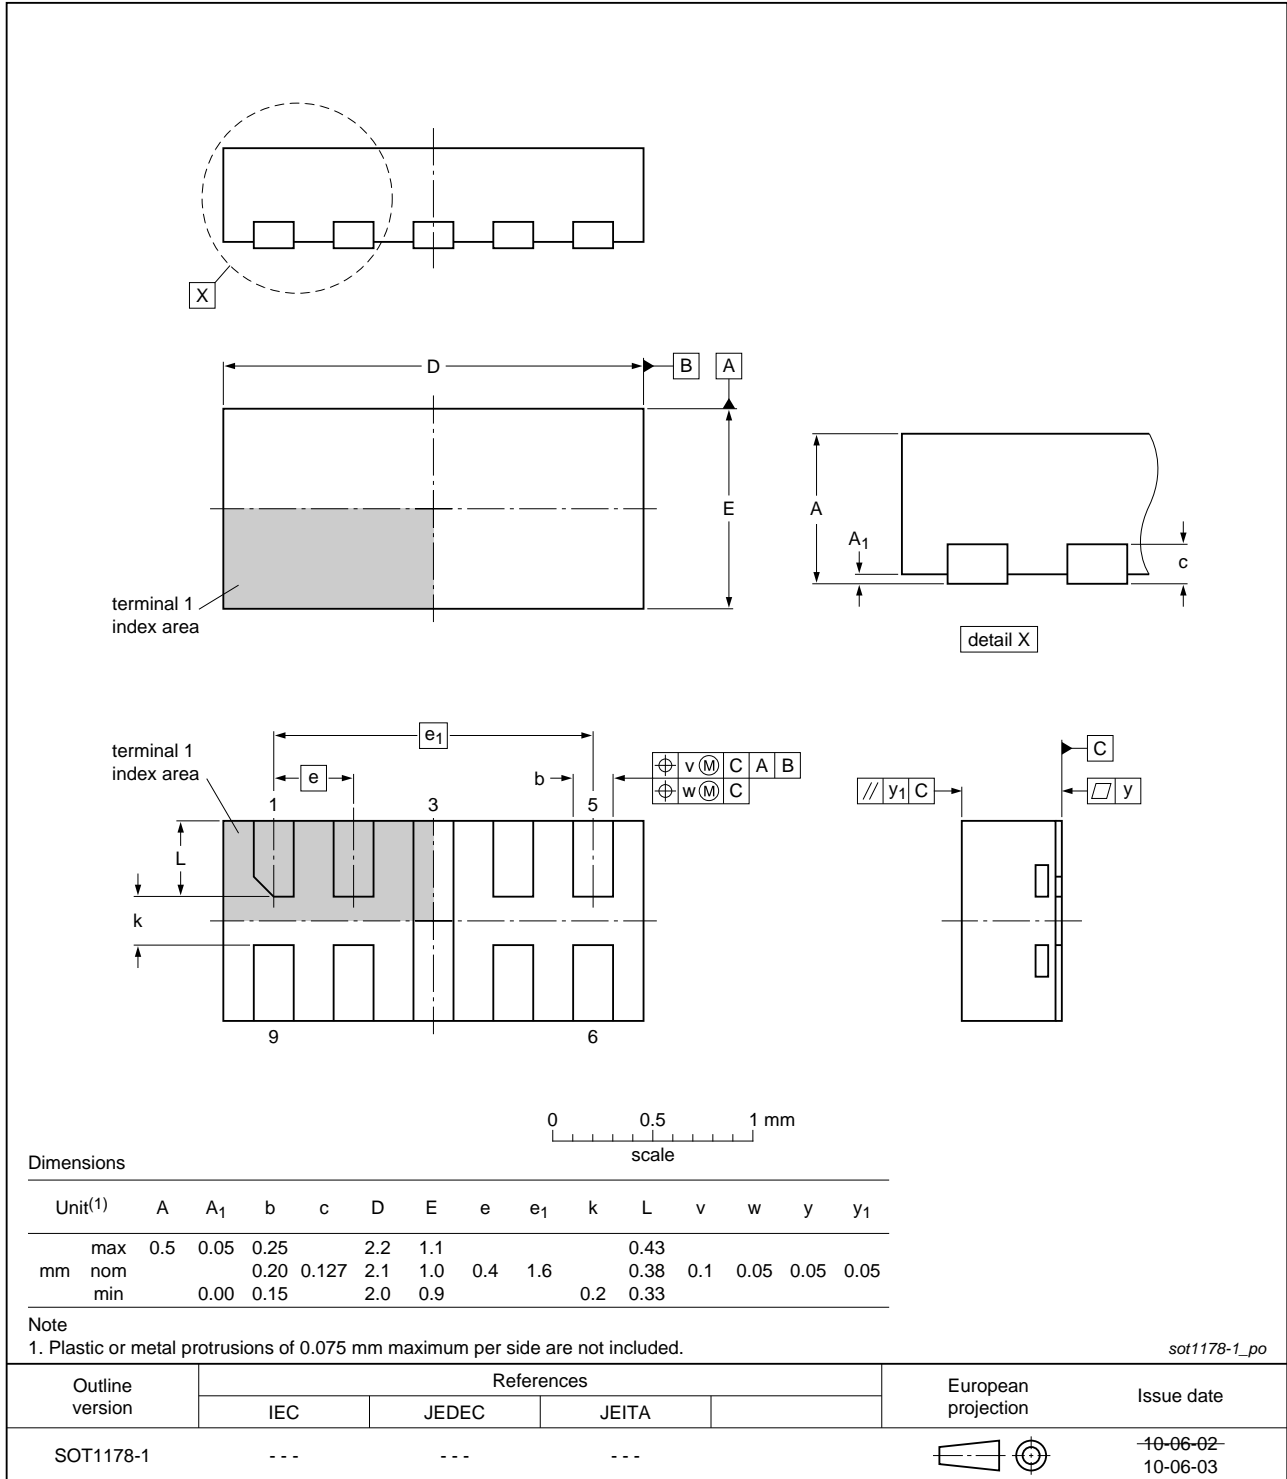 X
D
B
A
E
terminal 1
index area
A
A1
c
detail X
e1
terminal 1
index area
e
b
v M C A B
w M C
1
3
5
L
k
9
6
C
// y1 C
y
0
0.5
1 mm
scale
Dimensions
Unit(1) A A1 b c D E e e1 k L v w y y1
max 0.5 0.05 0.25 2.2 1.1 0.43
mm nom 0.20 0.127 2.1 1.0 0.4 1.6 0.38 0.1 0.05 0.05 0.05
min 0.00 0.15 2.0 0.9 0.2 0.33
Note
1. Plastic or metal protrusions of 0.075 mm maximum per side are not included.
sot1178-1_po
Outline
version
References
IEC
JEDEC
JEITA
European
projection
Issue date
SOT1178-1
- - -
- - -
- - -
10-06-02
10-06-03